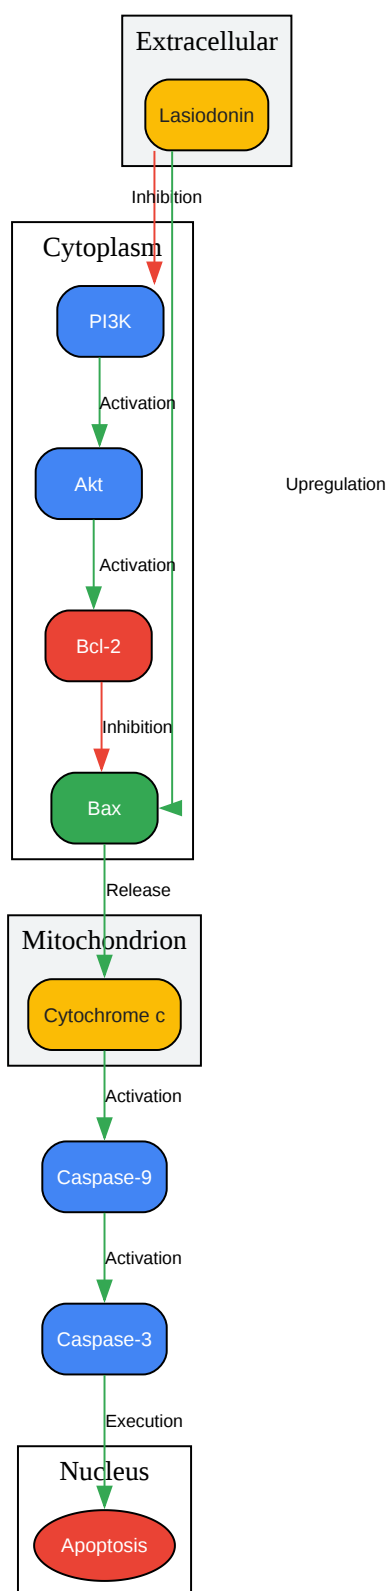 Extracellular
Lasiodonin
Inhibition
Cytoplasm
PI3K
Activation
Akt
Upregulation
Activation
Bcl-2
Inhibition
Bax
Release
Mitochondrion
Cytochrome c
Activation
Caspase-9
Activation
Caspase-3
Execution
Nucleus
Apoptosis